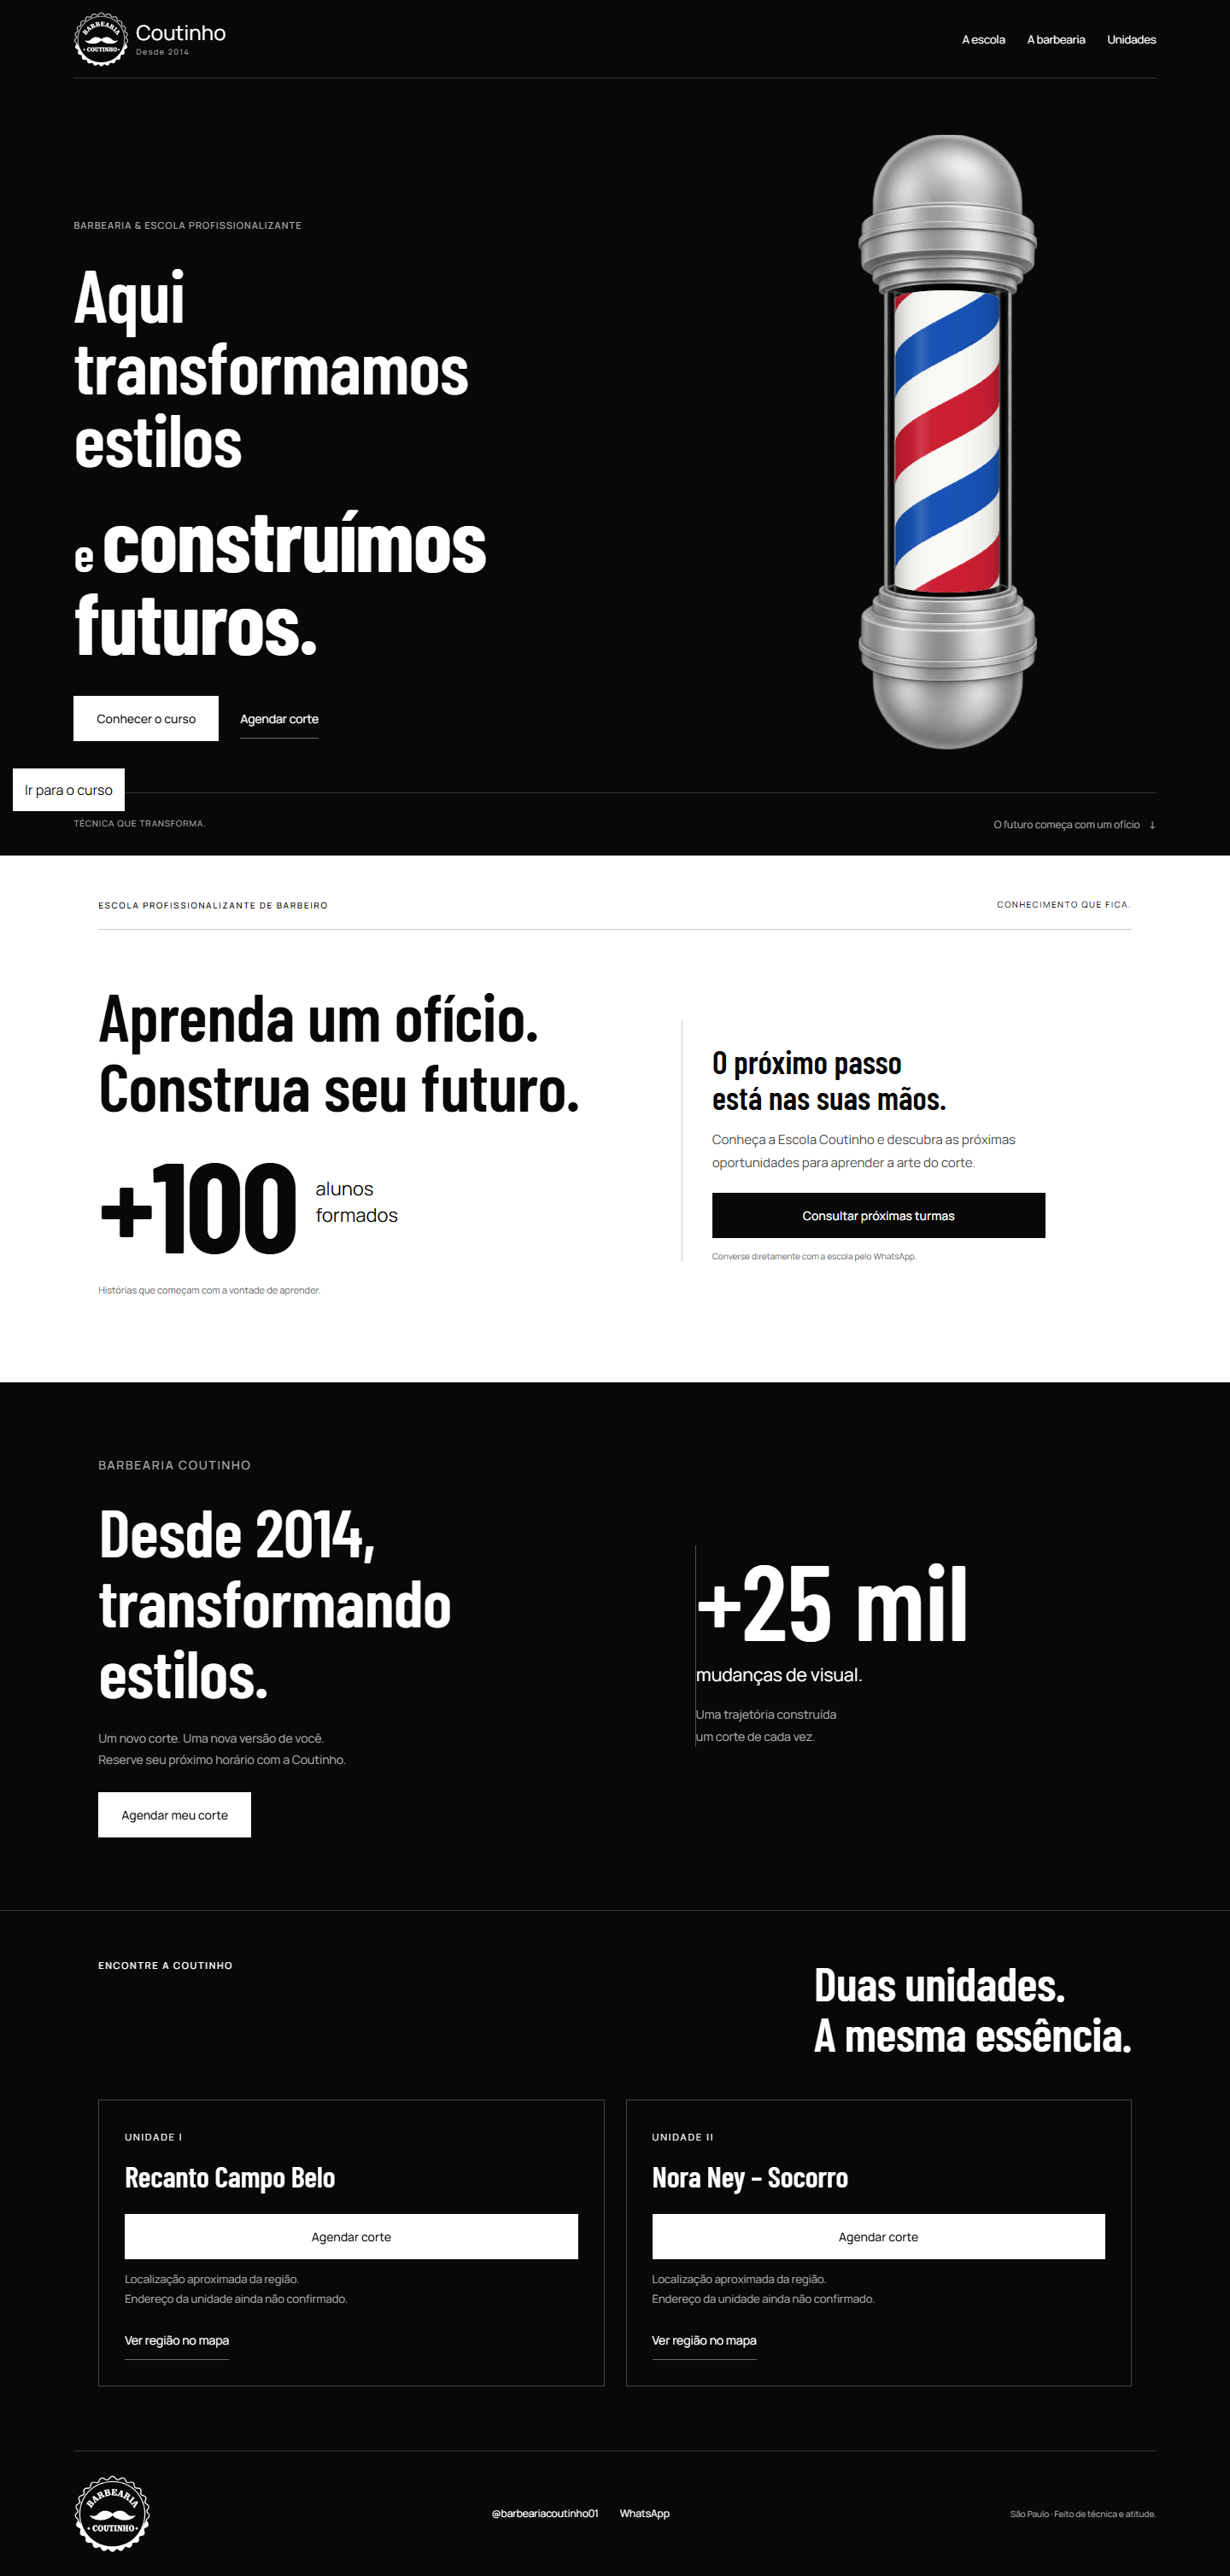 BARBEARIA
COUTINHO
Coutinho
Desde 2014
A escola
A barbearia
Unidades
BARBEARIA & ESCOLA PROFISSIONALIZANTE
Aqui
transformamos
estilos
e construímos
futuros.
Conhecer o curso
Agendar corte
Ir para o curso
TÉCNICA QUE TRANSFORMA.
O futuro começa com um ofício ↓
ESCOLA PROFISSIONALIZANTE DE BARBEIRO
CONHECIMENTO QUE FICA.
Aprenda um ofício.
Construa seu futuro.
+100
alunos
formados
Histórias que começam com a vontade de aprender.
O próximo passo
está nas suas mãos.
Conheça a Escola Coutinho e descubra as próximas
oportunidades para aprender a arte do corte.
Consultar próximas turmas
Converse diretamente com a escola pelo WhatsApp.
BARBEARIA COUTINHO
Desde 2014,
transformando
estilos.
Um novo corte. Uma nova versão de você.
Reserve seu próximo horário com a Coutinho.
Agendar meu corte
+25 mil
mudanças de visual.
Uma trajetória construída
um corte de cada vez.
ENCONTRE A COUTINHO
Duas unidades.
A mesma essência.
UNIDADE I
Recanto Campo Belo
Agendar corte
Localização aproximada da região.
Endereço da unidade ainda não confirmado.
Ver região no mapa
UNIDADE II
Nora Ney – Socorro
Agendar corte
Localização aproximada da região.
Endereço da unidade ainda não confirmado.
Ver região no mapa
BARBEARIA
COUTINHO
@barbeariacoutinho01
WhatsApp
São Paulo · Feito de técnica e atitude.